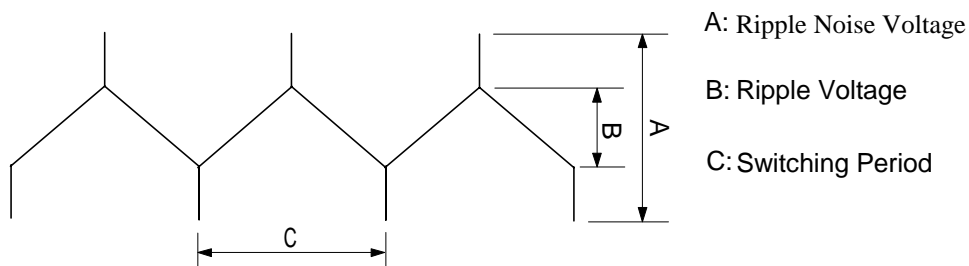 A: Ripple Noise Voltage
B: Ripple Voltage
C: Switching Period
B
A
C